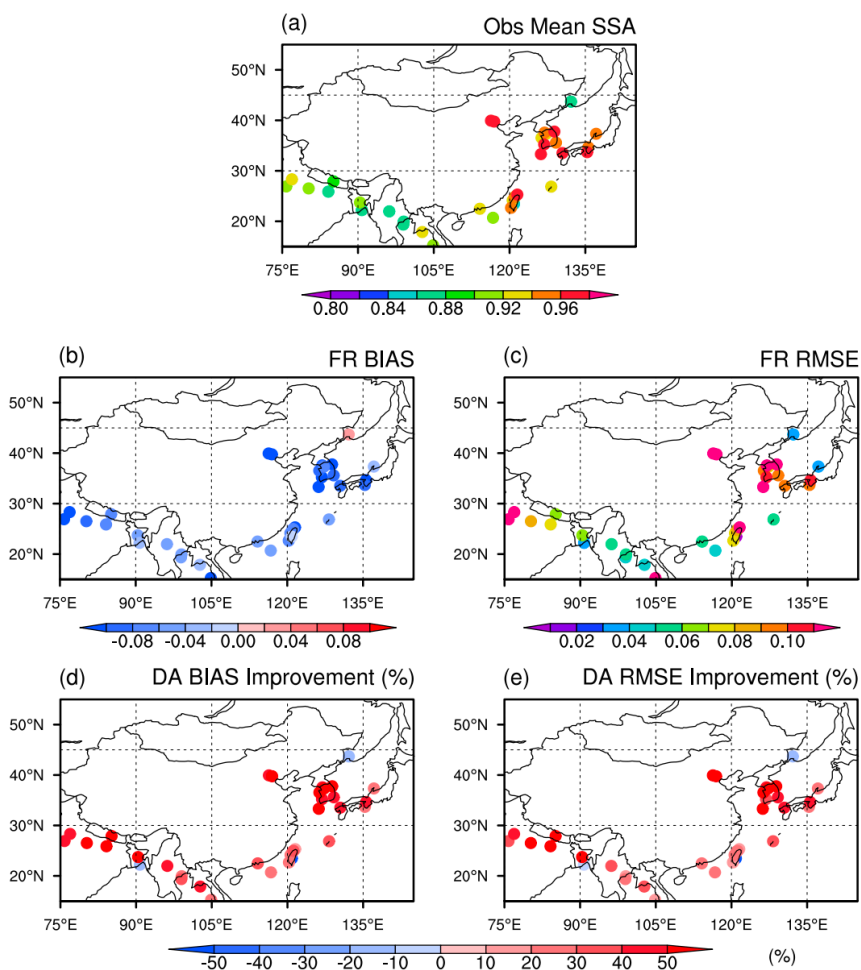 (a) Obs Mean SSA
50°N
40°N
30°N
20°N
75°E 90°E 105°E 120°E 135°E
0.80 0.84 0.88 0.92 0.96
(b) FR BIAS
50°N
40°N
30°N
20°N
75°E 90°E 105°E 120°E 135°E
-0.08 -0.04 0.00 0.04 0.08
(c) FR RMSE
50°N
40°N
30°N
20°N
75°E 90°E 105°E 120°E 135°E
0.02 0.04 0.06 0.08 0.10
(d) DA BIAS Improvement (%)
50°N
40°N
30°N
20°N
75°E 90°E 105°E 120°E 135°E
(e) DA RMSE Improvement (%)
50°N
40°N
30°N
20°N
75°E 90°E 105°E 120°E 135°E
-50 -40 -30 -20 -10 0 10 20 30 40 50 (%)